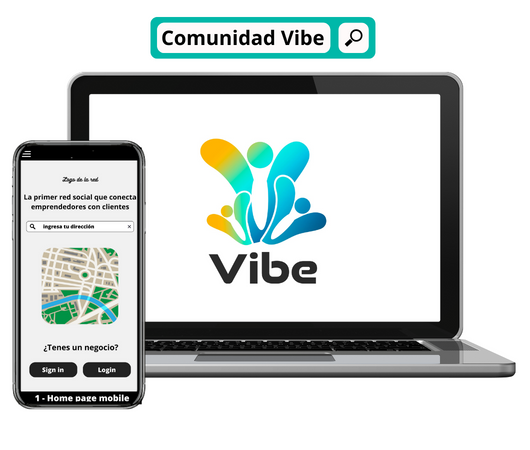 Comunidad Vibe
Vibe
Logo de la red
La primer red social que conecta
emprendedores con clientes
Ingresa tu dirección
¿Tenes un negocio?
Sign in
Login
1 - Home page mobile